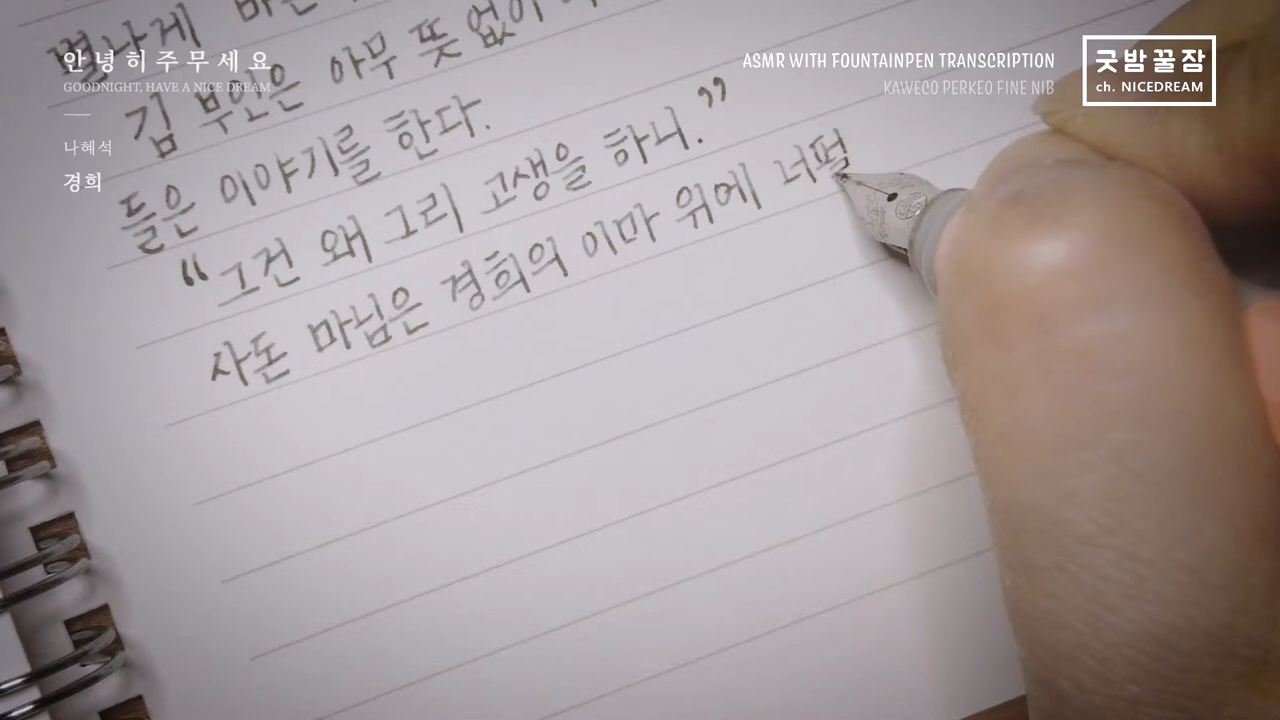 안녕히주무세요
GOODNIGHT, HAVE A NICE DREAM
나혜석
경희
ASMR WITH FOUNTAINPEN TRANSCRIPTION
KAWECO PERKEO FINE NIB
굿밤꿀잠
ch. NICEDREAM
별나게
김 부인은 아무 뜻 없이
들은 이야기를 한다.
“그건 왜 그리 고생을 하니.”
사돈 마님은 경희의 이마 위에 너펄